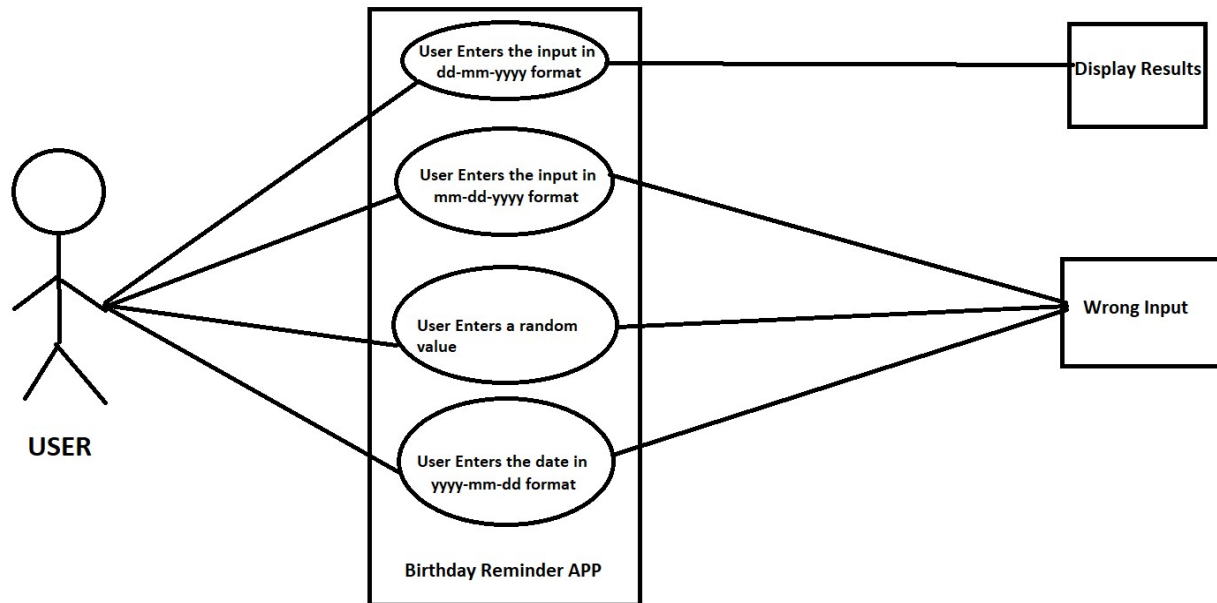 User Enters the input in
dd-mm-yyyy format
Display Results
User Enters the input in
mm-dd-yyyy format
User Enters a random
value
Wrong Input
USER
User Enters the date in
yyyy-mm-dd format
Birthday Reminder APP